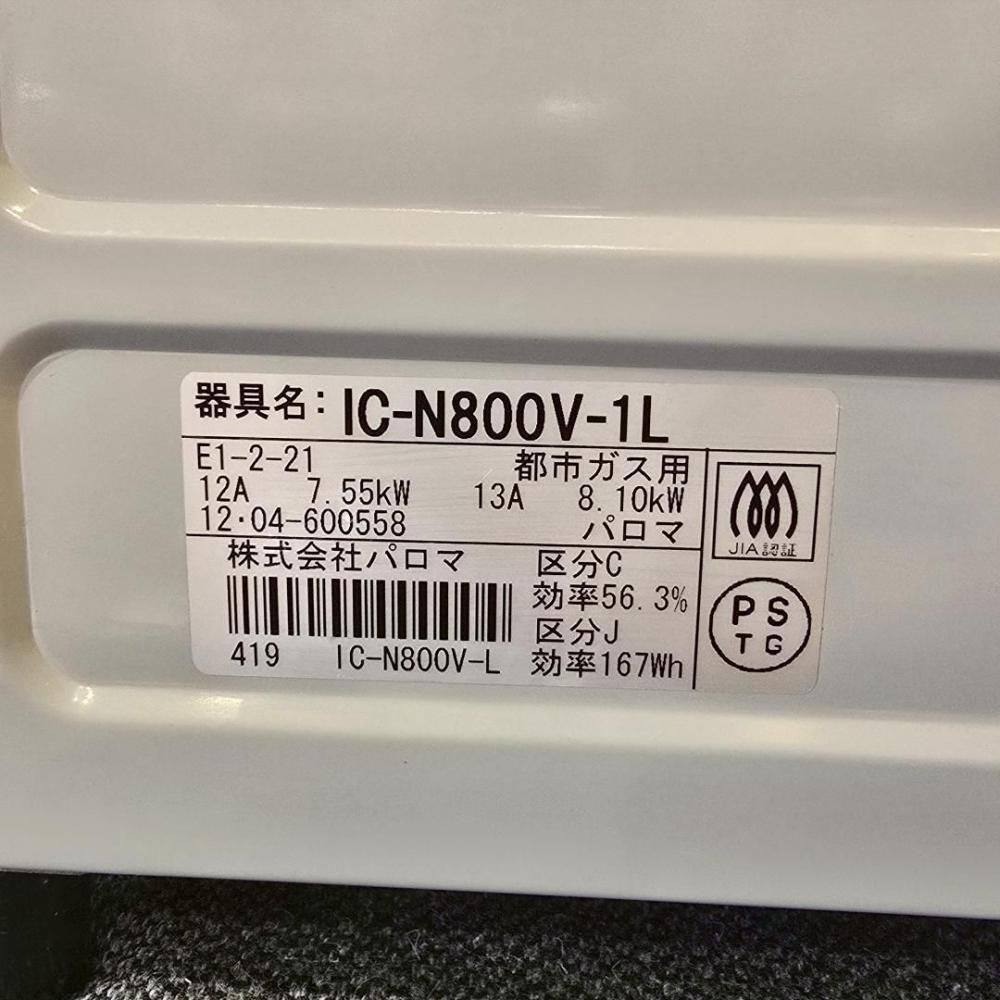 器具名: IC-N800V-1L
E1-2-21 都市ガス用
12A 7.55kW 13A 8.10kW
12・04-600558 パロマ
株式会社パロマ
区分C
効率56.3%
区分J
効率167Wh
419 IC-N800V-L
JIA認証
PS
TG